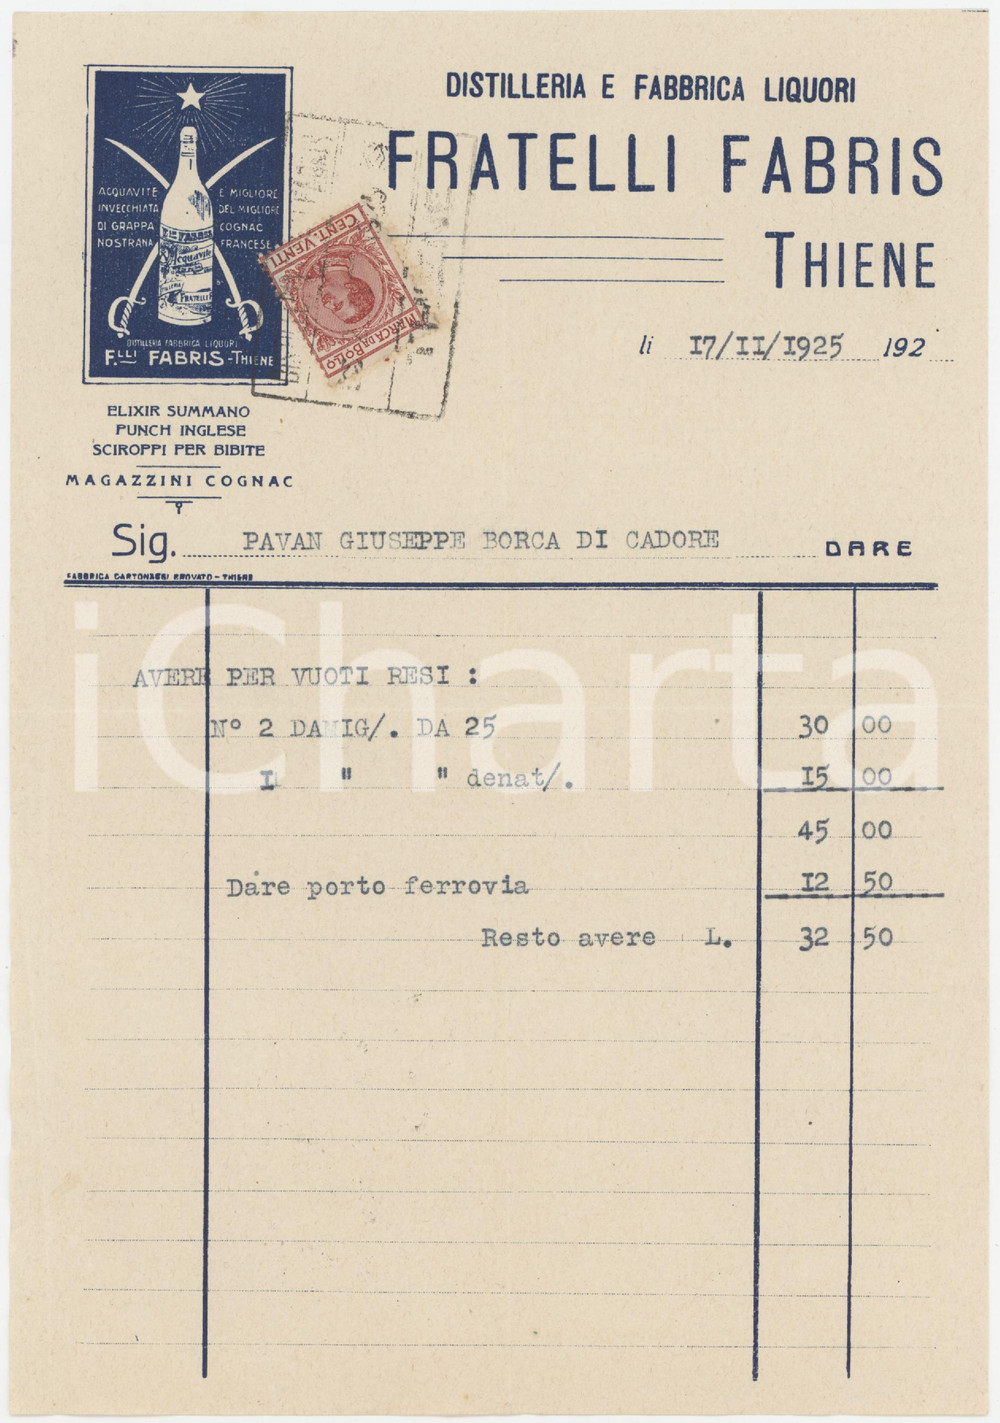 DISTILLERIA E FABBRICA LIQUORI
FRATELLI FABRIS
THIENE
li 17/II/1925 192
ACQUAVITE
INVECCHIATA
DI GRAPPA
NOSTRANA
E MIGLIORE
DEL MIGLIORE
COGNAC
FRANCESE
DISTILLERIA FABBRICA LIQUORI
F.LLI FABRIS-THIENE
CENT. VENTI
MARCA DA BOLLO
ELIXIR SUMMANO
PUNCH INGLESE
SCIROPPI PER BIBITE
MAGAZZINI COGNAC
Sig. PAVAN GIUSEPPE BORCA DI CADORE DARE
AVERE PER VUOTI RESI :
N° 2 DAMIG/. DA 25 30 00
I " " denat/. 15 00
45 00
Dare porto ferrovia 12 50
Resto avere L. 32 50
iCharta